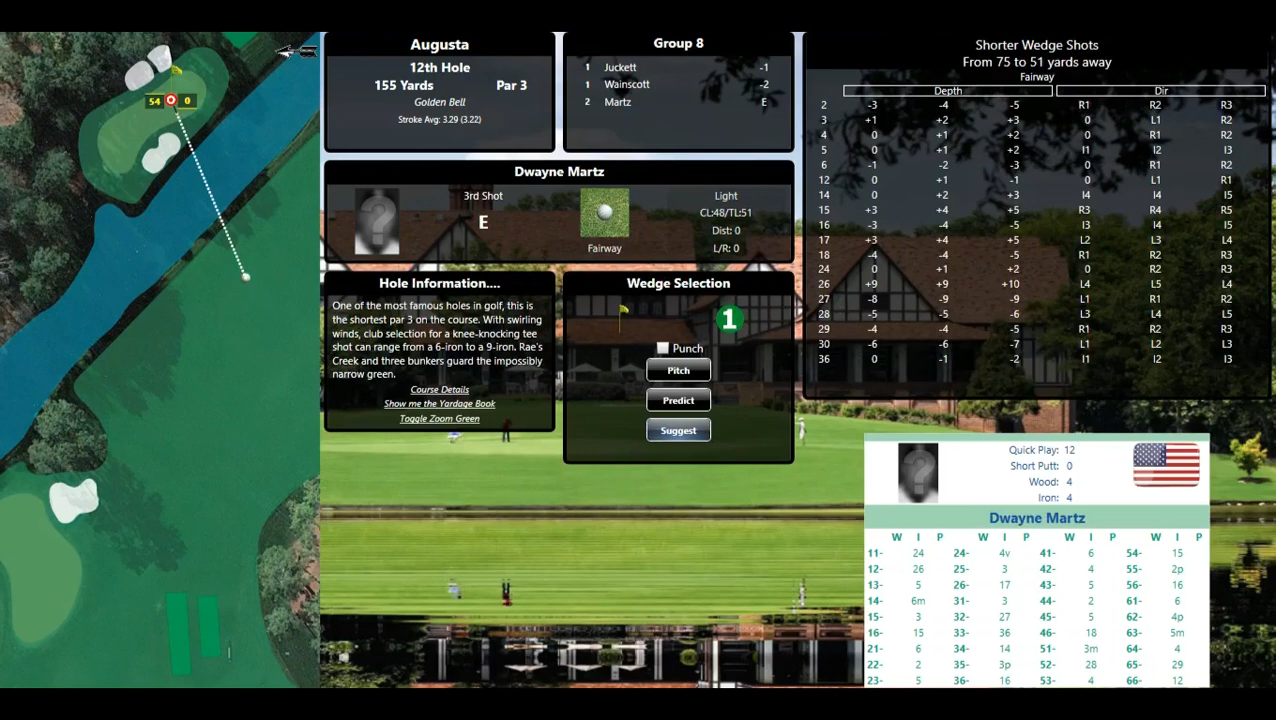 54 0
Augusta
12th Hole
155 Yards Par 3
Golden Bell
Stroke Avg: 3.29 (3.22)
Group 8
1 Juckett -1
1 Wainscott -2
2 Martz E
Dwayne Martz
3rd Shot
E
Fairway
Light
CL:48/TL:51
Dist: 0
L/R: 0
Hole Information....
One of the most famous holes in golf, this is
the shortest par 3 on the course. With swirling
winds, club selection for a knee-knocking tee
shot can range from a 6-iron to a 9-iron. Rae's
Creek and three bunkers guard the impossibly
narrow green.
Course Details
Show me the Yardage Book
Toggle Zoom Green
Wedge Selection
1
Punch
Pitch
Predict
Suggest
Shorter Wedge Shots
From 75 to 51 yards away
Fairway
Depth Dir
2 -3 -4 -5 R1 R2 R3
3 +1 +2 +3 0 L1 R2
4 0 +1 +2 0 R1 R2
5 0 +1 +2 I1 I2 I3
6 -1 -2 -3 0 R1 R2
12 0 +1 -1 0 L1 R1
14 0 +2 +3 I4 I4 I5
15 +3 +4 +5 R3 R4 R5
16 -3 -4 -5 I3 I4 I5
17 +3 +4 +5 L2 L3 L4
18 -4 -4 -5 R1 R2 L2
24 0 +1 +2 0 R2 R3
26 +9 +9 +10 L4 L5 L4
27 -8 -9 -9 L1 R1 R2
28 -5 -5 -6 L3 L4 L5
29 -4 -4 -5 R1 R2 R3
30 -6 -6 -7 L1 L2 L3
36 0 -1 -2 I1 I2 I3
Quick Play: 12
Short Putt: 0
Wood: 4
Iron: 4
Dwayne Martz
W I P W I P W I P W I P
11- 24 24- 4v 41- 6 54- 15
12- 26 25- 3 42- 4 55- 2p
13- 5 26- 17 43- 5 56- 16
14- 6m 31- 3 44- 2 61- 6
15- 3 32- 27 45- 5 62- 4p
16- 15 33- 36 46- 18 63- 5m
21- 6 34- 14 51- 3m 64- 4
22- 2 35- 3p 52- 28 65- 29
23- 5 36- 16 53- 4 66- 12